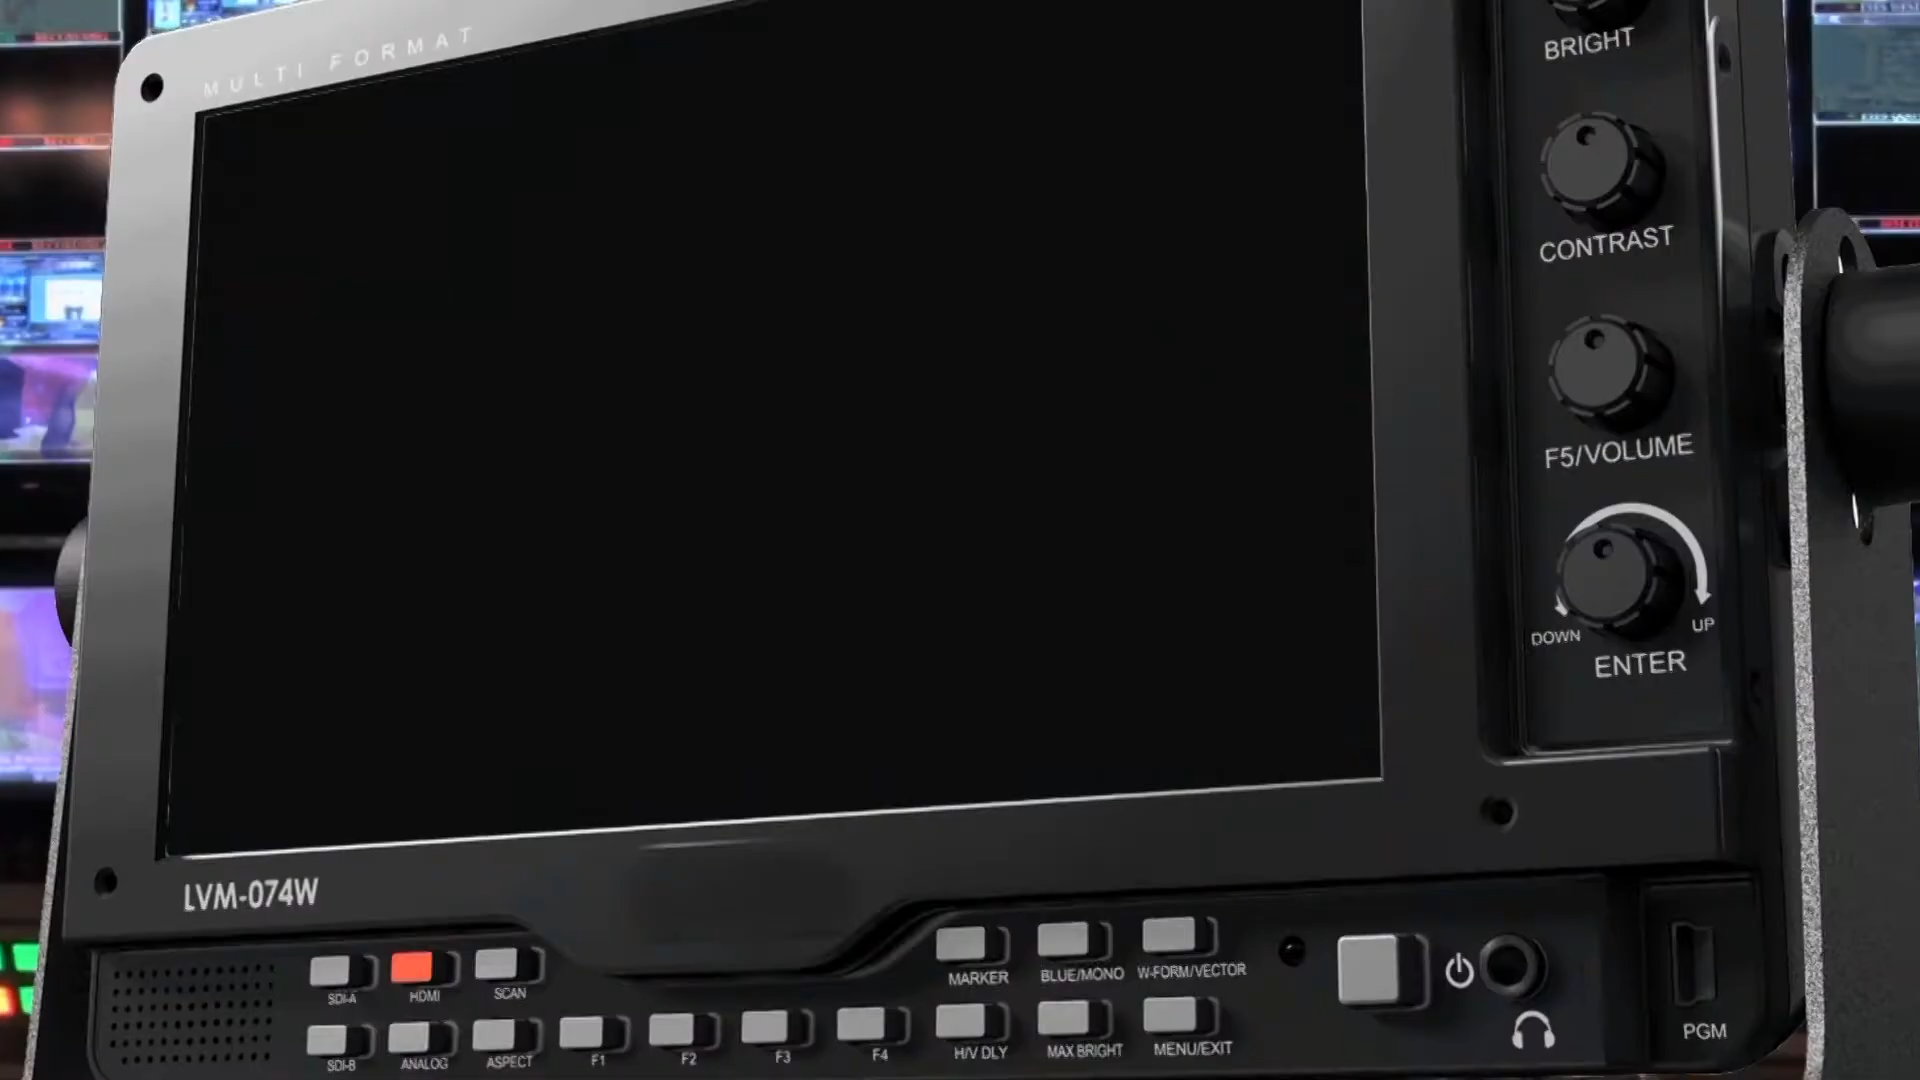 MULTI FORMAT
BRIGHT
CONTRAST
F5/VOLUME
DOWN UP
ENTER
LVM-074W
SDI-A HDMI SCAN MARKER BLUE/MONO W-FORM/VECTOR
SDI-B ANALOG ASPECT F1 F2 F3 F4 H/V DLY MAX BRIGHT MENU/EXIT
PGM